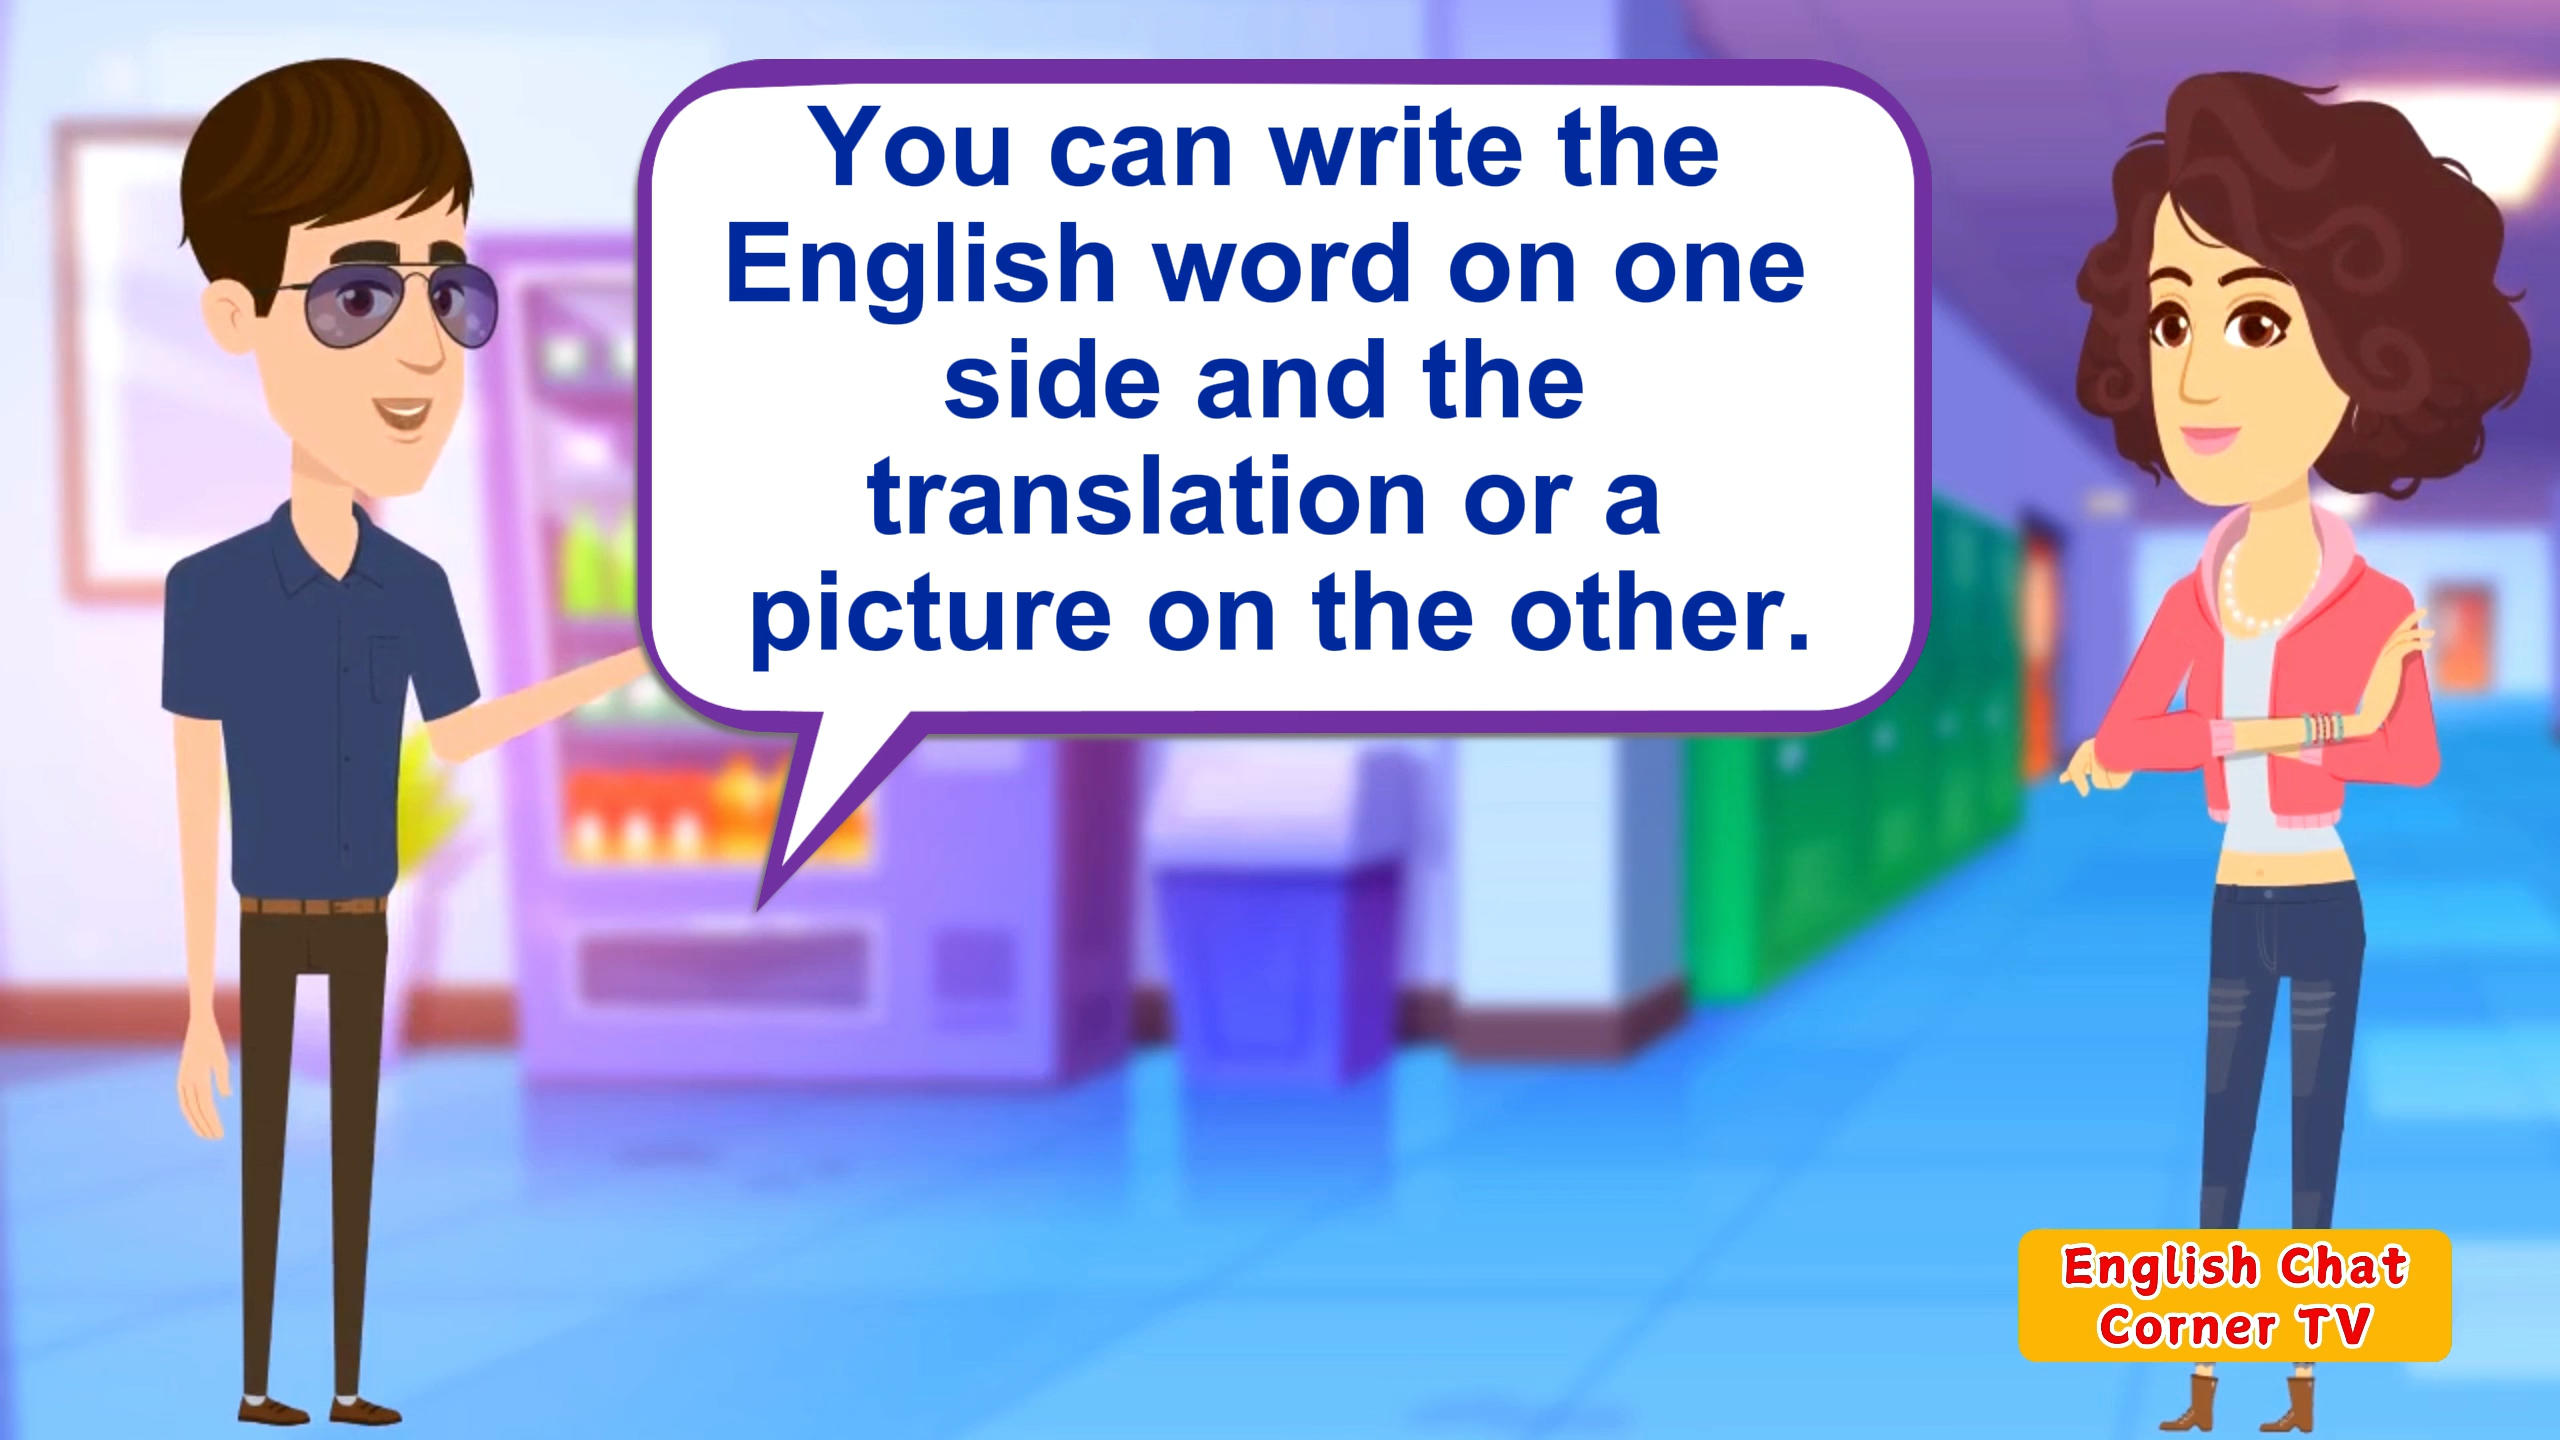 You can write the
English word on one
side and the
translation or a
picture on the other.
English Chat
Corner TV